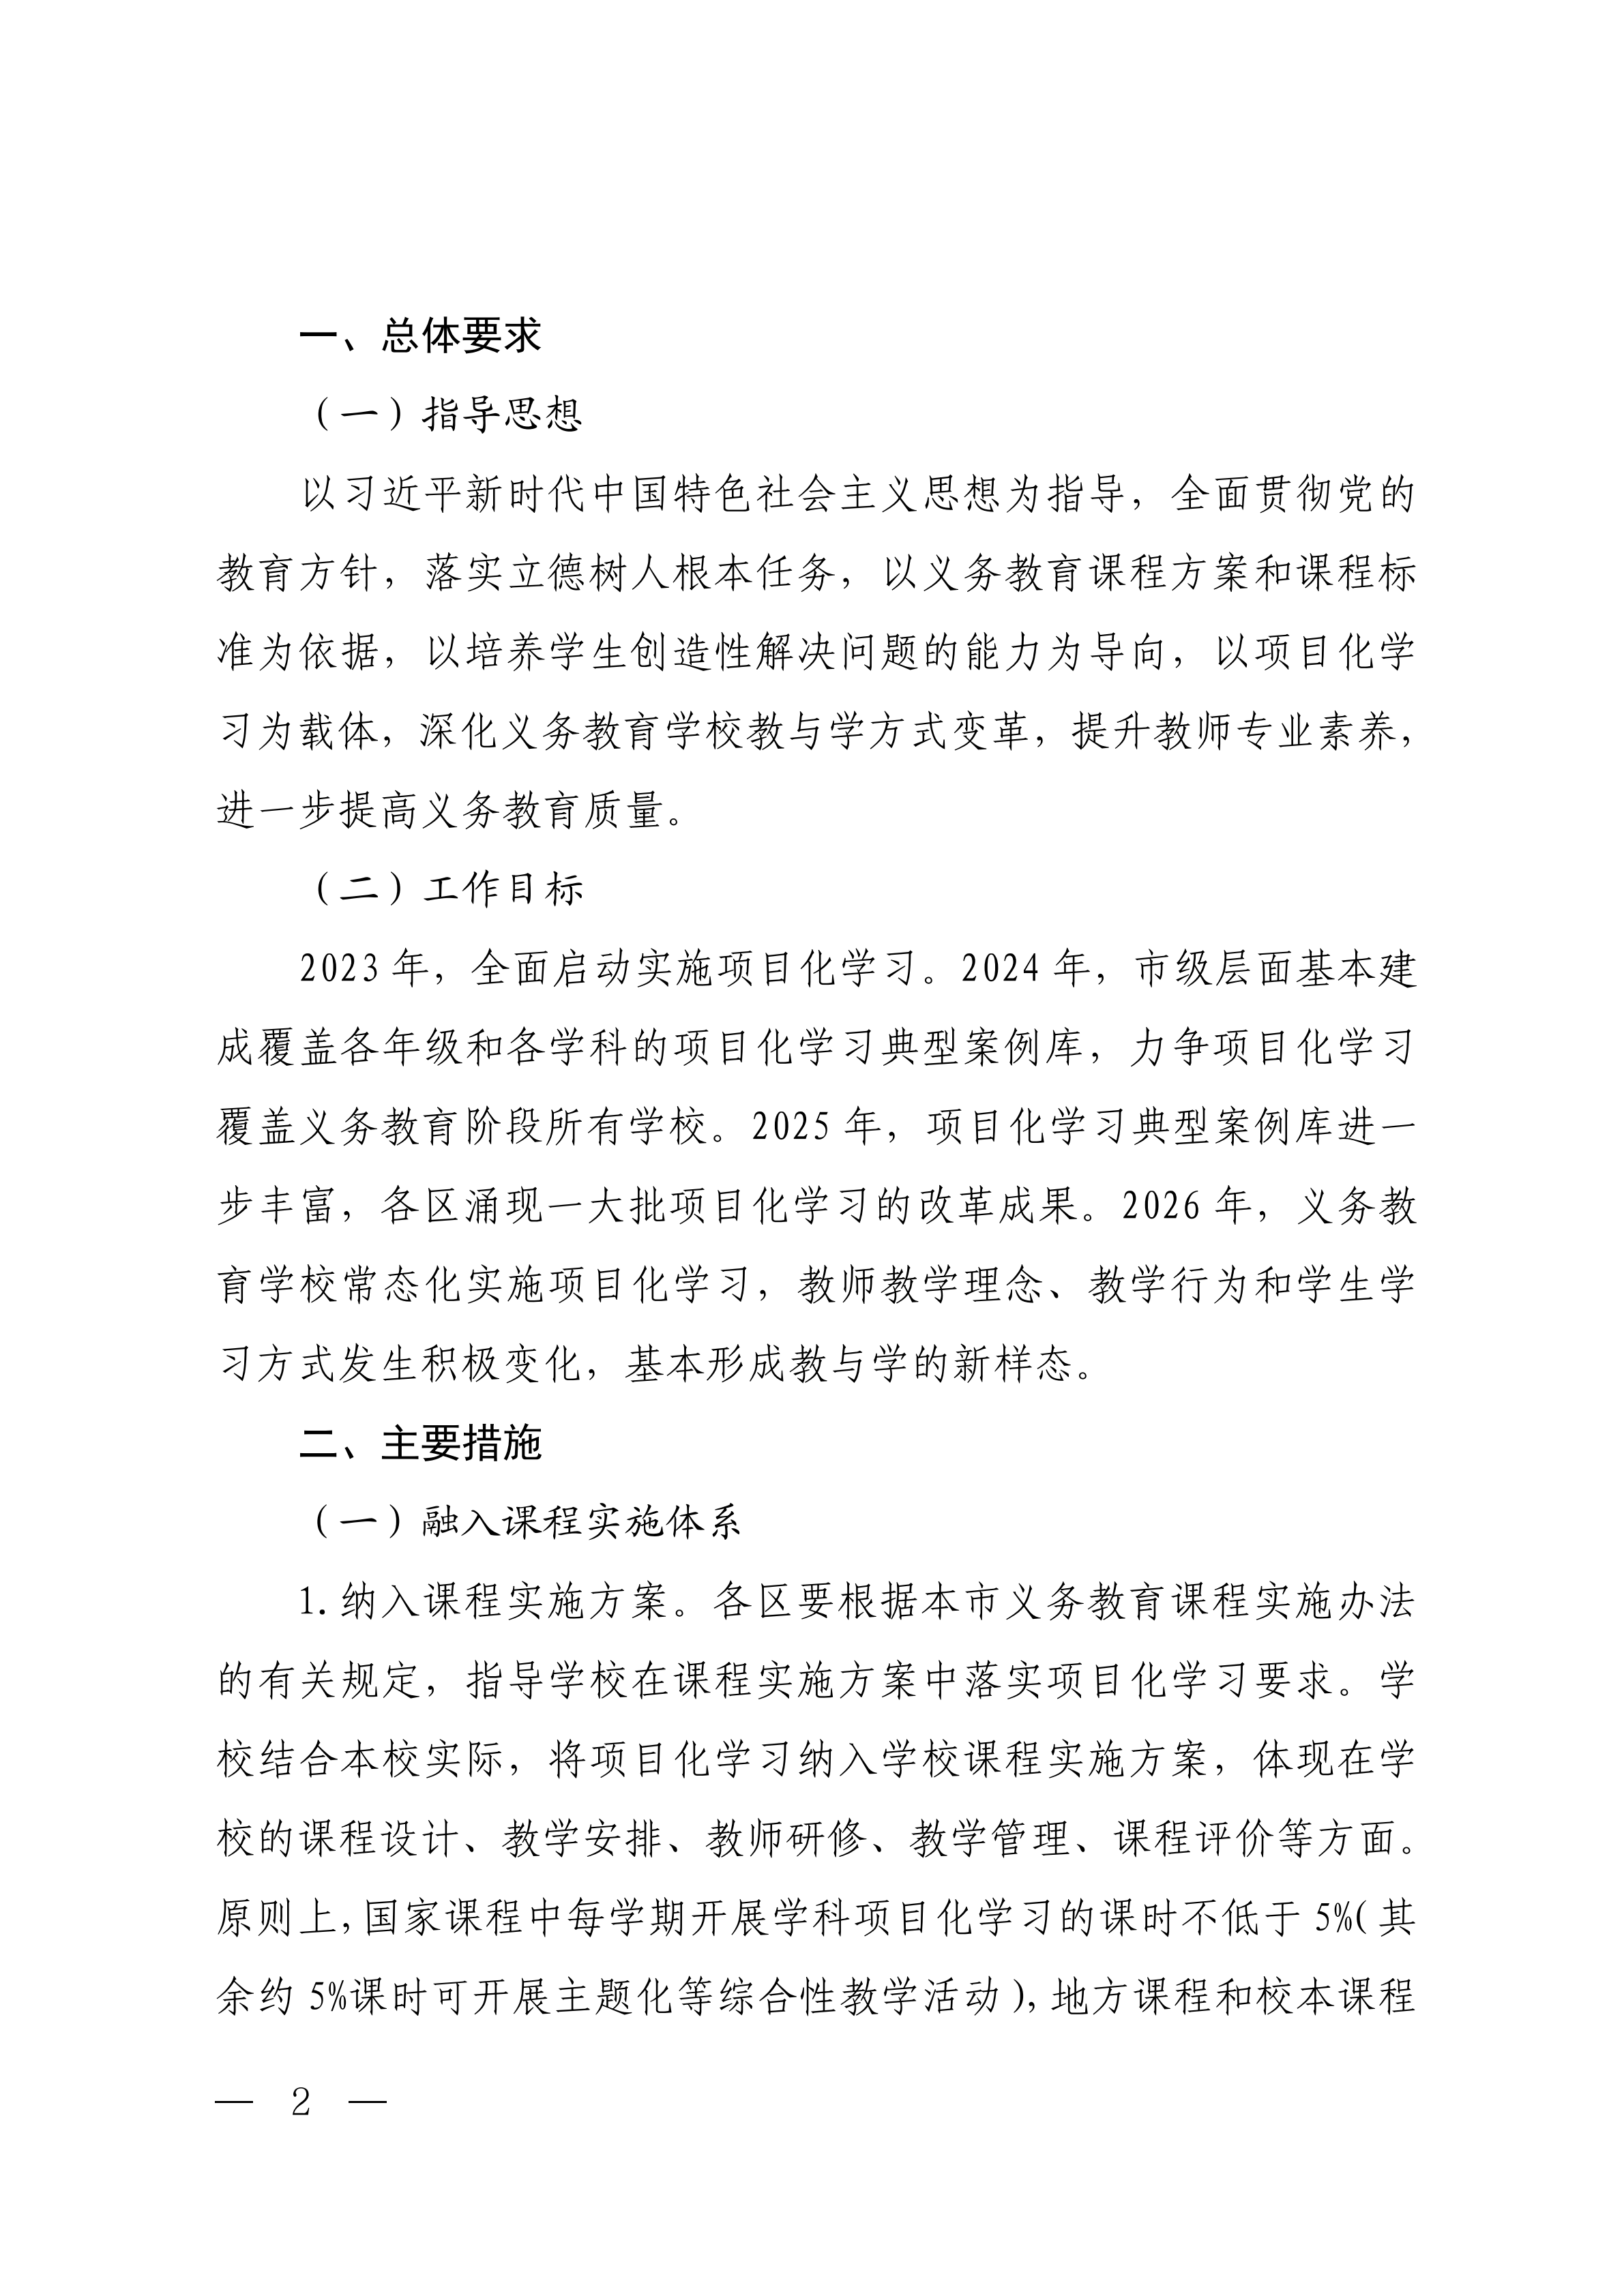 一、总体要求
（一）指导思想
以习近平新时代中国特色社会主义思想为指导，全面贯彻党的
教育方针，落实立德树人根本任务，以义务教育课程方案和课程标
准为依据，以培养学生创造性解决问题的能力为导向，以项目化学
习为载体，深化义务教育学校教与学方式变革，提升教师专业素养，
进一步提高义务教育质量。
（二）工作目标
2023 年，全面启动实施项目化学习。2024 年，市级层面基本建
成覆盖各年级和各学科的项目化学习典型案例库，力争项目化学习
覆盖义务教育阶段所有学校。2025 年，项目化学习典型案例库进一
步丰富，各区涌现一大批项目化学习的改革成果。2026 年，义务教
育学校常态化实施项目化学习，教师教学理念、教学行为和学生学
习方式发生积极变化，基本形成教与学的新样态。
二、主要措施
（一）融入课程实施体系
1.纳入课程实施方案。各区要根据本市义务教育课程实施办法
的有关规定，指导学校在课程实施方案中落实项目化学习要求。学
校结合本校实际，将项目化学习纳入学校课程实施方案，体现在学
校的课程设计、教学安排、教师研修、教学管理、课程评价等方面。
原则上，国家课程中每学期开展学科项目化学习的课时不低于 5%（其
余约 5%课时可开展主题化等综合性教学活动），地方课程和校本课程
— 2 —